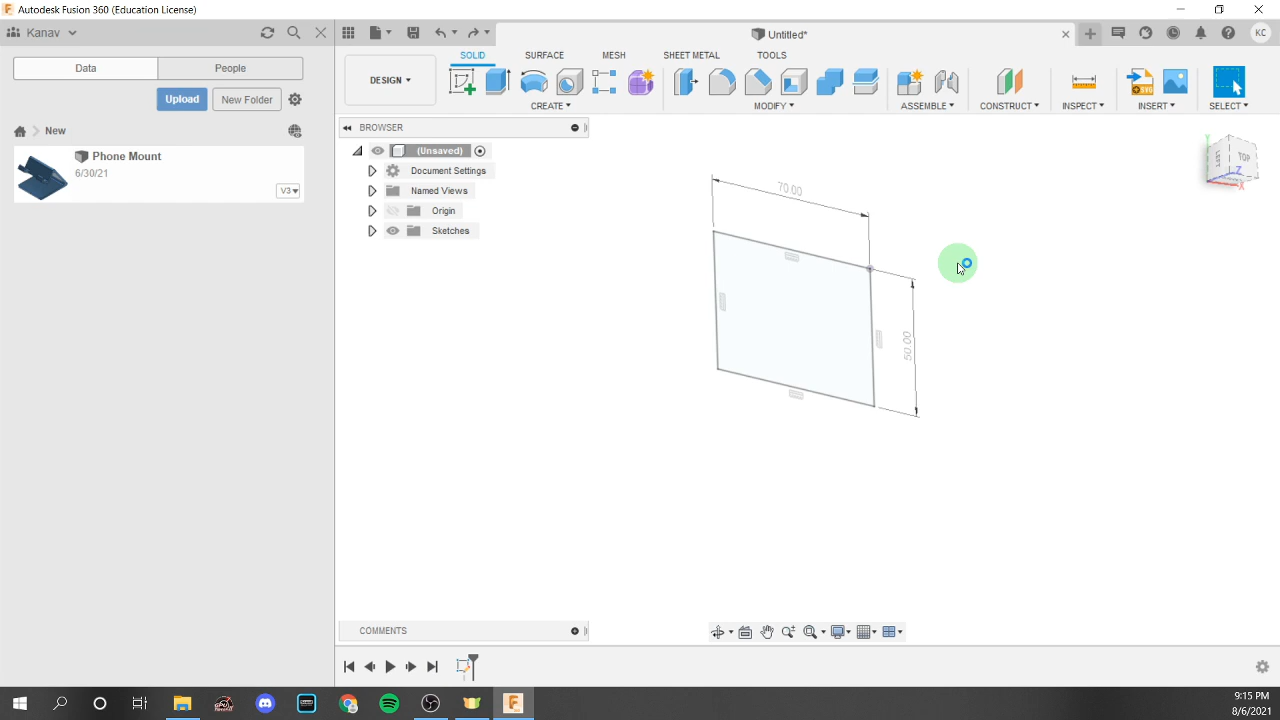 Autodesk Fusion 360 (Education License)
Kanav
Untitled*
KC
Data
People
Upload
New Folder
New
Phone Mount
6/30/21
V3
DESIGN
SOLID
SURFACE
MESH
SHEET METAL
TOOLS
CREATE
MODIFY
ASSEMBLE
CONSTRUCT
INSPECT
INSERT
SELECT
BROWSER
(Unsaved)
Document Settings
Named Views
Origin
Sketches
70.00
50.00
LEFT
TOP
Y
Z
X
COMMENTS
9:15 PM
8/6/2021